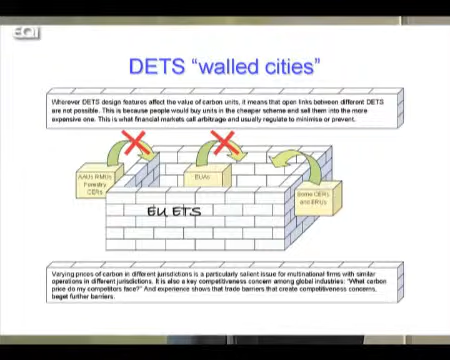 EQI
DETS "walled cities"
Wherever DETS design features affect the value of carbon units, it means that open links between different DETS
are not possible. This is because people would buy units in the cheaper scheme and sell them into the more
expensive one. This is what financial markets call arbitrage and usually regulate to minimise or prevent.
AAUs RMUs
Forestry
CERs
EUAs
Some CERs
and ERUs
EU ETS
Varying prices of carbon in different jurisdictions is a particularly salient issue for multinational firms with similar
operations in different jurisdictions. It is also a key competitiveness concern among global industries: "What carbon
price do my competitors face?" And experience shows that trade barriers that create competitiveness concerns,
beget further barriers.